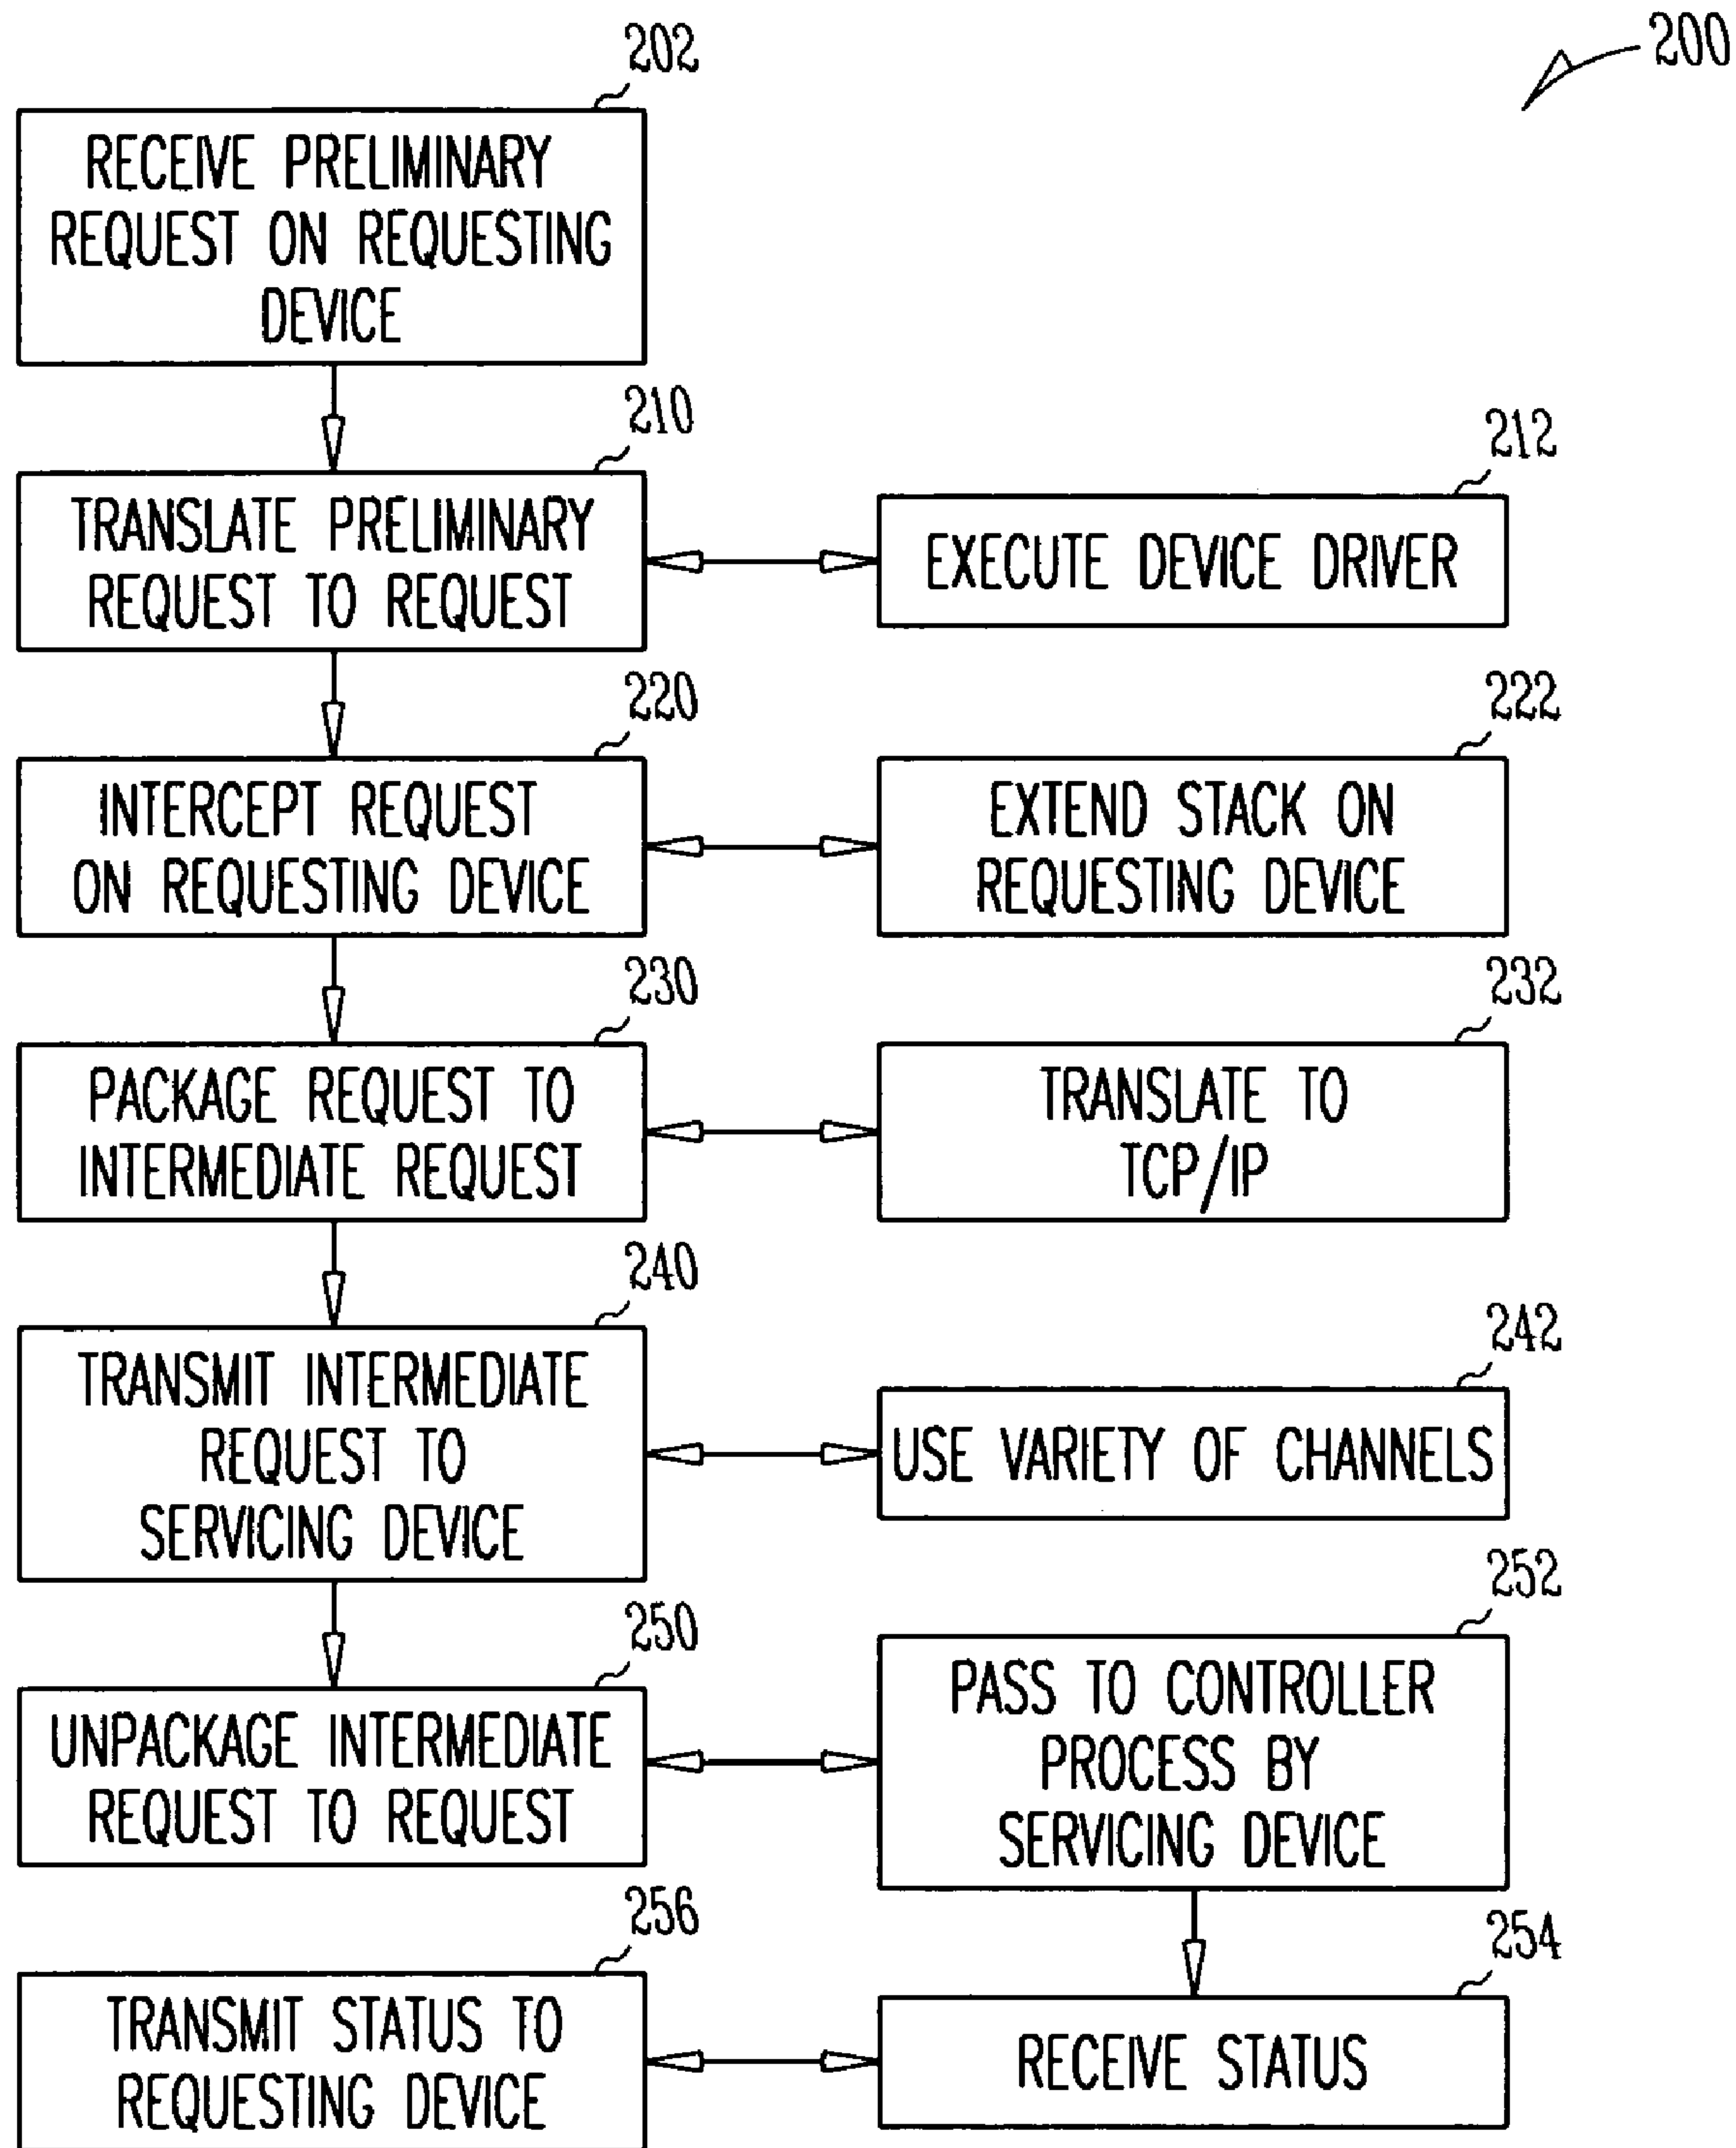 200
202
RECEIVE PRELIMINARY
REQUEST ON REQUESTING
DEVICE
210
TRANSLATE PRELIMINARY
REQUEST TO REQUEST
212
EXECUTE DEVICE DRIVER
220
INTERCEPT REQUEST
ON REQUESTING DEVICE
222
EXTEND STACK ON
REQUESTING DEVICE
230
PACKAGE REQUEST TO
INTERMEDIATE REQUEST
232
TRANSLATE TO
TCP/IP
240
TRANSMIT INTERMEDIATE
REQUEST TO
SERVICING DEVICE
242
USE VARIETY OF CHANNELS
250
UNPACKAGE INTERMEDIATE
REQUEST TO REQUEST
252
PASS TO CONTROLLER
PROCESS BY
SERVICING DEVICE
256
TRANSMIT STATUS TO
REQUESTING DEVICE
254
RECEIVE STATUS